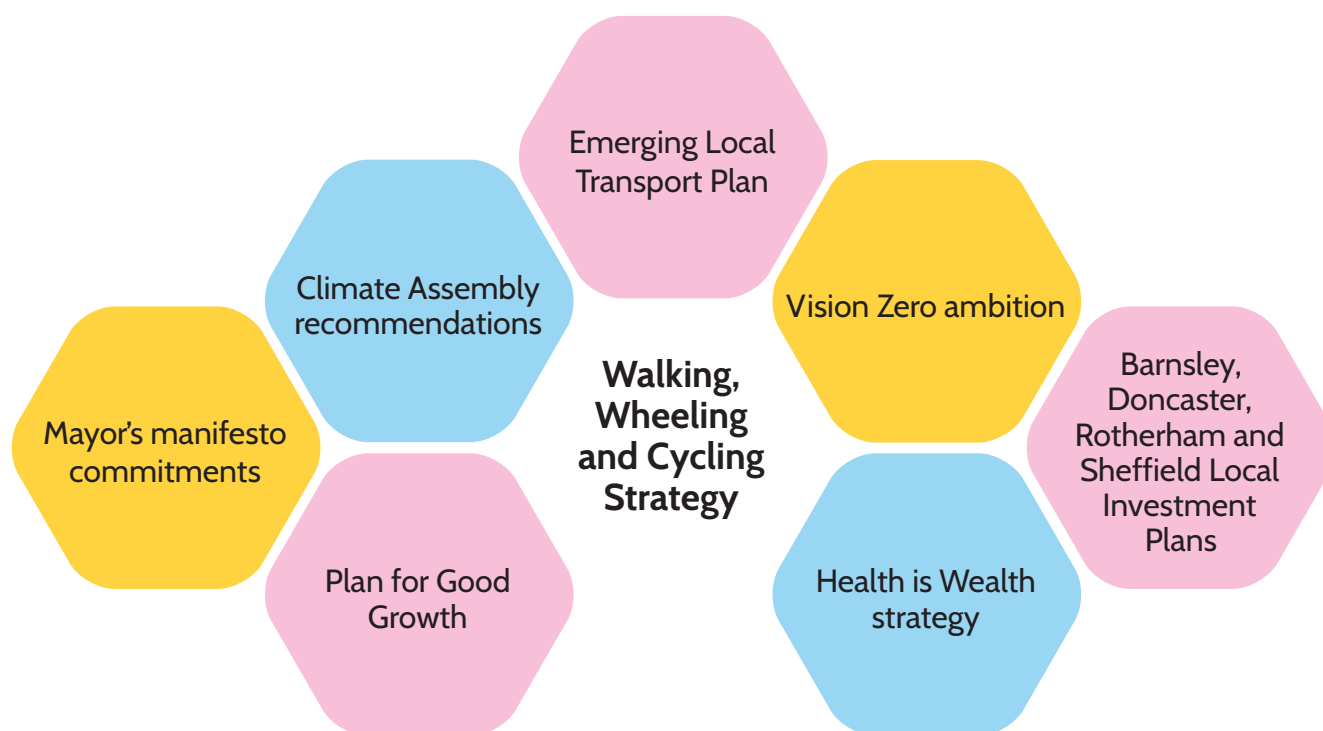 Emerging Local
Transport Plan
Climate Assembly
recommendations
Vision Zero ambition
Mayor’s manifesto
commitments
Walking,
Wheeling
and Cycling
Strategy
Barnsley,
Doncaster,
Rotherham and
Sheffield Local
Investment
Plans
Plan for Good
Growth
Health is Wealth
strategy